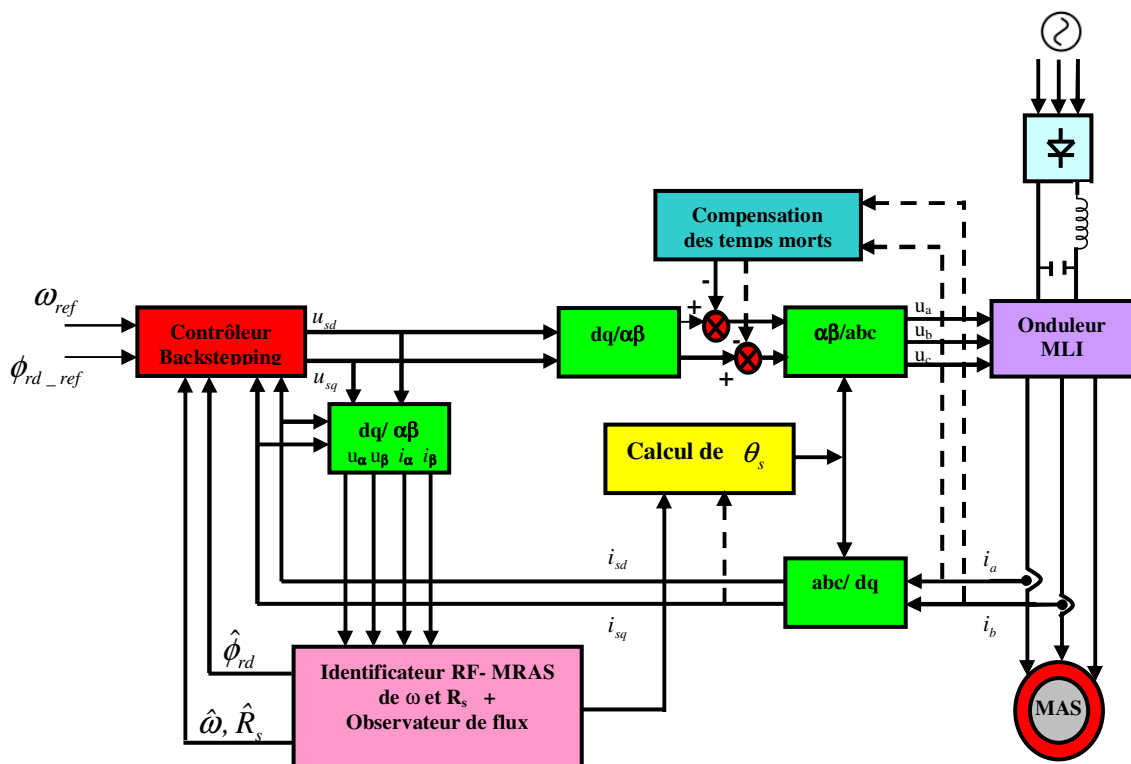 Compensation
des temps morts
-
+
-
+
ω_ref
ϕ_rd_ref
Contrôleur
Backstepping
u_sd
u_sq
dq/αβ
αβ/abc
u_a
u_b
u_c
Onduleur
MLI
dq/ αβ
u_α u_β i_α i_β
Calcul de θ_s
i_sd
i_sq
abc/ dq
i_a
i_b
ϕ̂_rd
ω̂, R̂_s
Identificateur RF- MRAS
de ω et R_s +
Observateur de flux
MAS